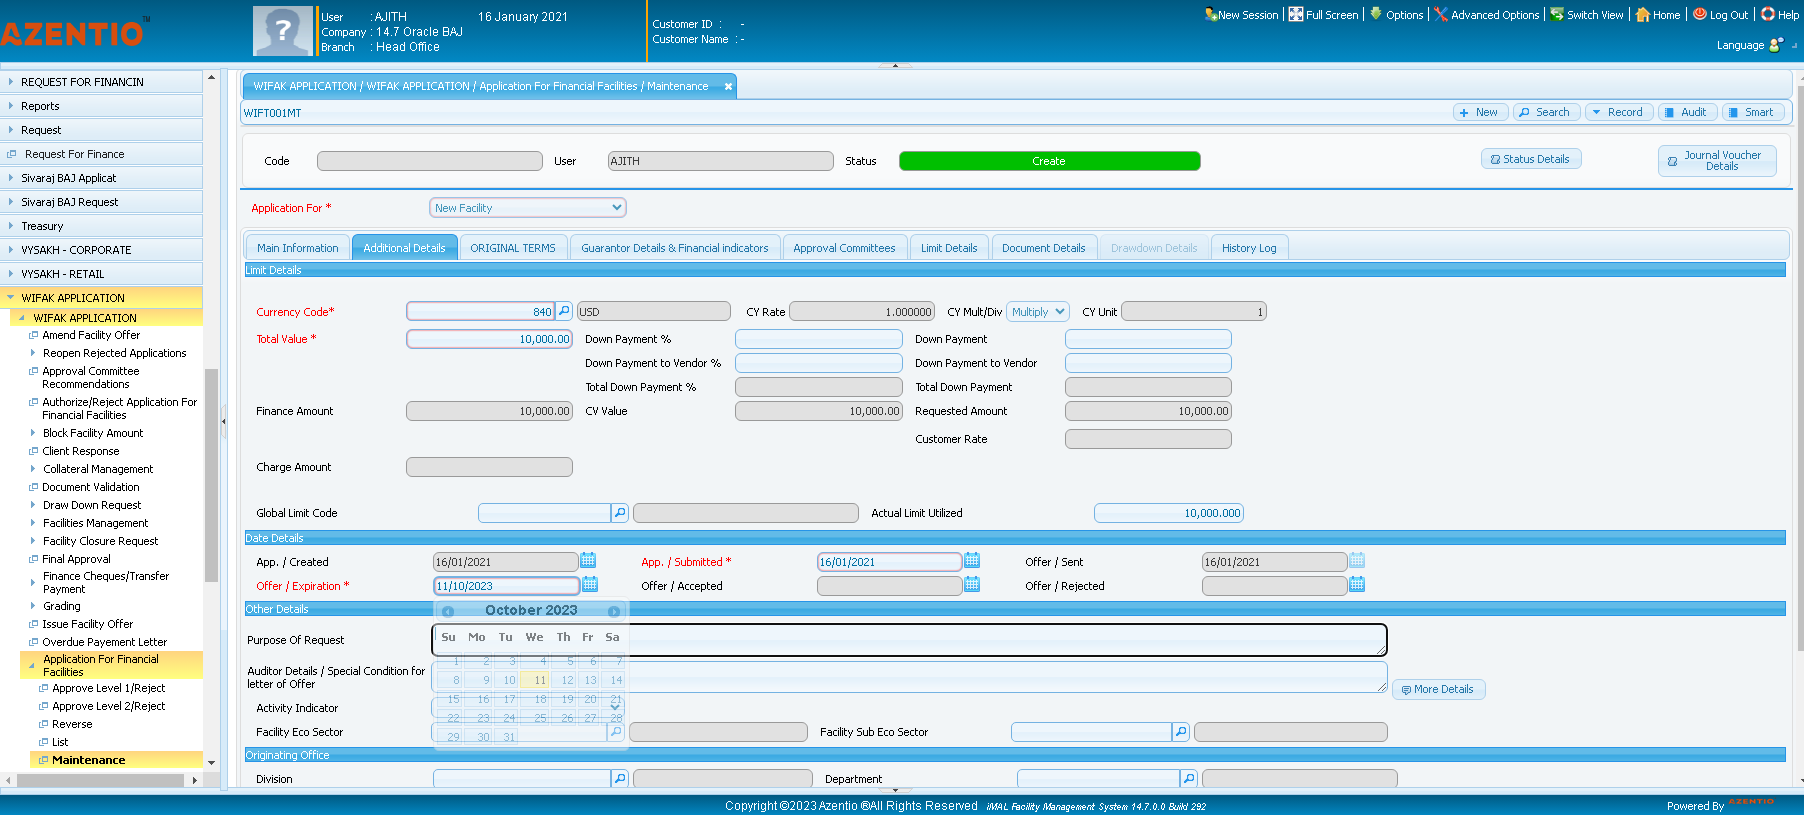 AZENTIO™
User : AJITH 16 January 2021
Company : 14.7 Oracle BAJ
Branch : Head Office
Customer ID : -
Customer Name : -
New Session | Full Screen | Options | Advanced Options | Switch View | Home | Log Out | Help
Language
REQUEST FOR FINANCIN
Reports
Request
Request For Finance
Sivaraj BAJ Applicat
Sivaraj BAJ Request
Treasury
VYSAKH - CORPORATE
VYSAKH - RETAIL
WIFAK APPLICATION
WIFAK APPLICATION
Amend Facility Offer
Reopen Rejected Applications
Approval Committee
Recommendations
Authorize/Reject Application For
Financial Facilities
Block Facility Amount
Client Response
Collateral Management
Document Validation
Draw Down Request
Facilities Management
Facility Closure Request
Final Approval
Finance Cheques/Transfer
Payment
Grading
Issue Facility Offer
Overdue Payement Letter
Application For Financial
Facilities
Approve Level 1/Reject
Approve Level 2/Reject
Reverse
List
Maintenance
WIFAK APPLICATION / WIFAK APPLICATION / Application For Financial Facilities / Maintenance
WIFT001MT
New Search Record Audit Smart
Code User AJITH Status Create
Status Details
Journal Voucher
Details
Application For * New Facility
Main Information Additional Details ORIGINAL TERMS Guarantor Details & Financial indicators Approval Committees Limit Details Document Details Drawdown Details History Log
Limit Details
Currency Code* 840 USD CY Rate 1.000000 CY Mult/Div Multiply CY Unit 1
Total Value * 10,000.00 Down Payment % Down Payment
Down Payment to Vendor % Down Payment to Vendor
Total Down Payment % Total Down Payment
Finance Amount 10,000.00 CV Value 10,000.00 Requested Amount 10,000.00
Customer Rate
Charge Amount
Global Limit Code Actual Limit Utilized 10,000.000
Date Details
App. / Created 16/01/2021 App. / Submitted * 16/01/2021 Offer / Sent 16/01/2021
Offer / Expiration * 11/10/2023 Offer / Accepted Offer / Rejected
Other Details
October 2023
Su Mo Tu We Th Fr Sa
1 2 3 4 5 6 7
8 9 10 11 12 13 14
15 16 17 18 19 20 21
22 23 24 25 26 27 28
29 30 31
Purpose Of Request
Auditor Details / Special Condition for
letter of Offer
More Details
Activity Indicator
Facility Eco Sector Facility Sub Eco Sector
Originating Office
Division Department
Copyright ©2023 Azentio ®All Rights Reserved iMAL Facility Management System 14.7.0.0 Build 292
Powered By AZENTIO